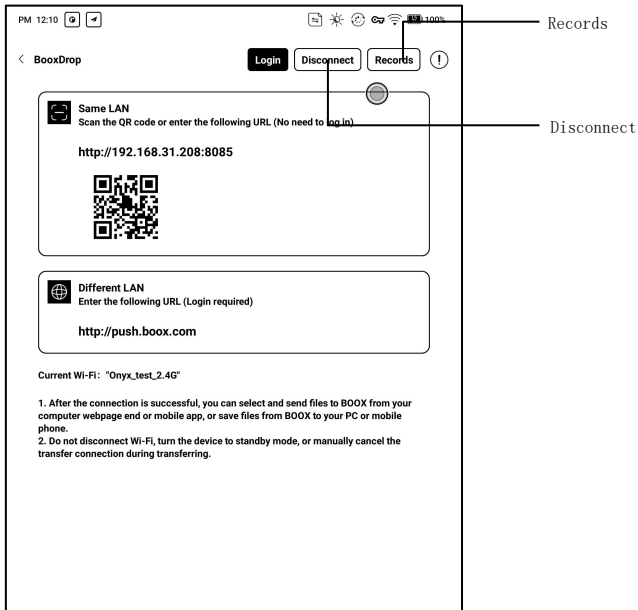 PM 12:10
100%
Records
BooxDrop
Login
Disconnect
Records
Disconnect
Same LAN
Scan the QR code or enter the following URL (No need to log in)
http://192.168.31.208:8085
Different LAN
Enter the following URL (Login required)
http://push.boox.com
Current Wi-Fi: "Onyx_test_2.4G"
1. After the connection is successful, you can select and send files to BOOX from your
computer webpage end or mobile app, or save files from BOOX to your PC or mobile
phone.
2. Do not disconnect Wi-Fi, turn the device to standby mode, or manually cancel the
transfer connection during transferring.